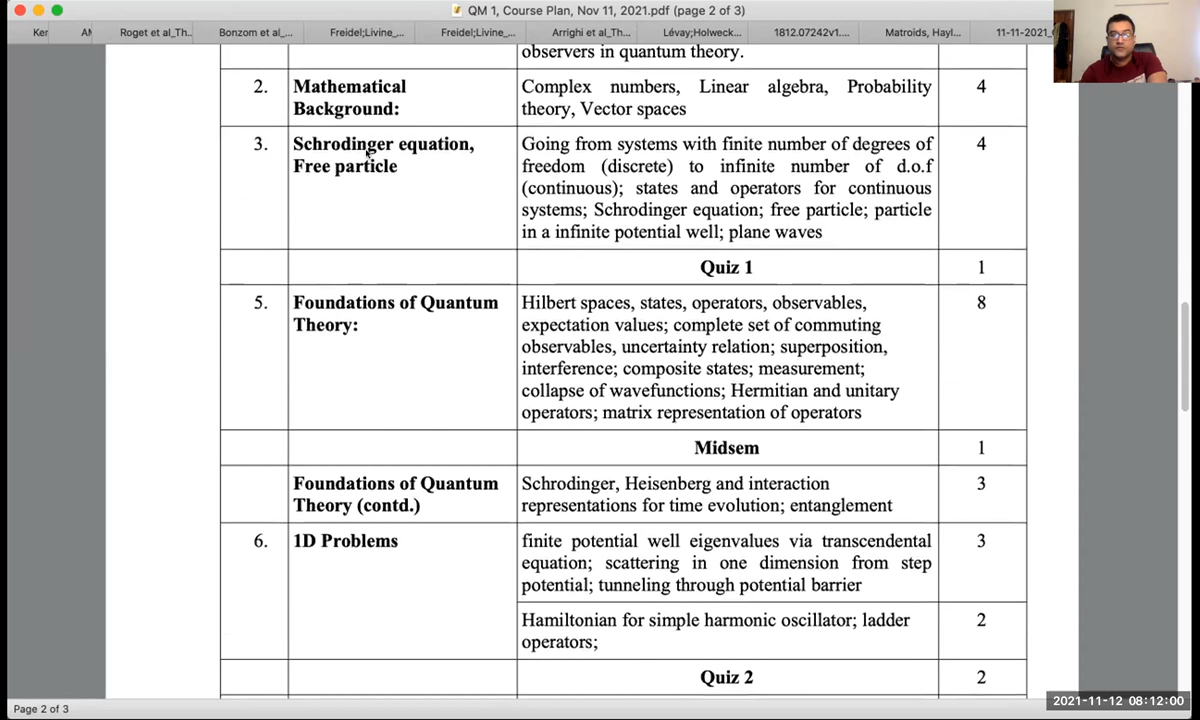 QM 1, Course Plan, Nov 11, 2021.pdf (page 2 of 3)
Ker
Roget et al_Th..
Bonzom et al_...
Freidel;Livine_...
Freidel;Livine_...
Arrighi et al_Th...
Lévay;Holweck...
1812.07242v1....
Matroids, Hayl...
11-11-2021_
observers in quantum theory.
2. Mathematical Complex numbers, Linear algebra, Probability 4
Background: theory, Vector spaces
3. Schrodinger equation, Going from systems with finite number of degrees of 4
Free particle freedom (discrete) to infinite number of d.o.f
(continuous); states and operators for continuous
systems; Schrodinger equation; free particle; particle
in a infinite potential well; plane waves
Quiz 1 1
5. Foundations of Quantum Hilbert spaces, states, operators, observables, 8
Theory: expectation values; complete set of commuting
observables, uncertainty relation; superposition,
interference; composite states; measurement;
collapse of wavefunctions; Hermitian and unitary
operators; matrix representation of operators
Midsem 1
Foundations of Quantum Schrodinger, Heisenberg and interaction 3
Theory (contd.) representations for time evolution; entanglement
6. 1D Problems finite potential well eigenvalues via transcendental 3
equation; scattering in one dimension from step
potential; tunneling through potential barrier
Hamiltonian for simple harmonic oscillator; ladder 2
operators;
Quiz 2 2
Page 2 of 3
2021-11-12 08:12:00